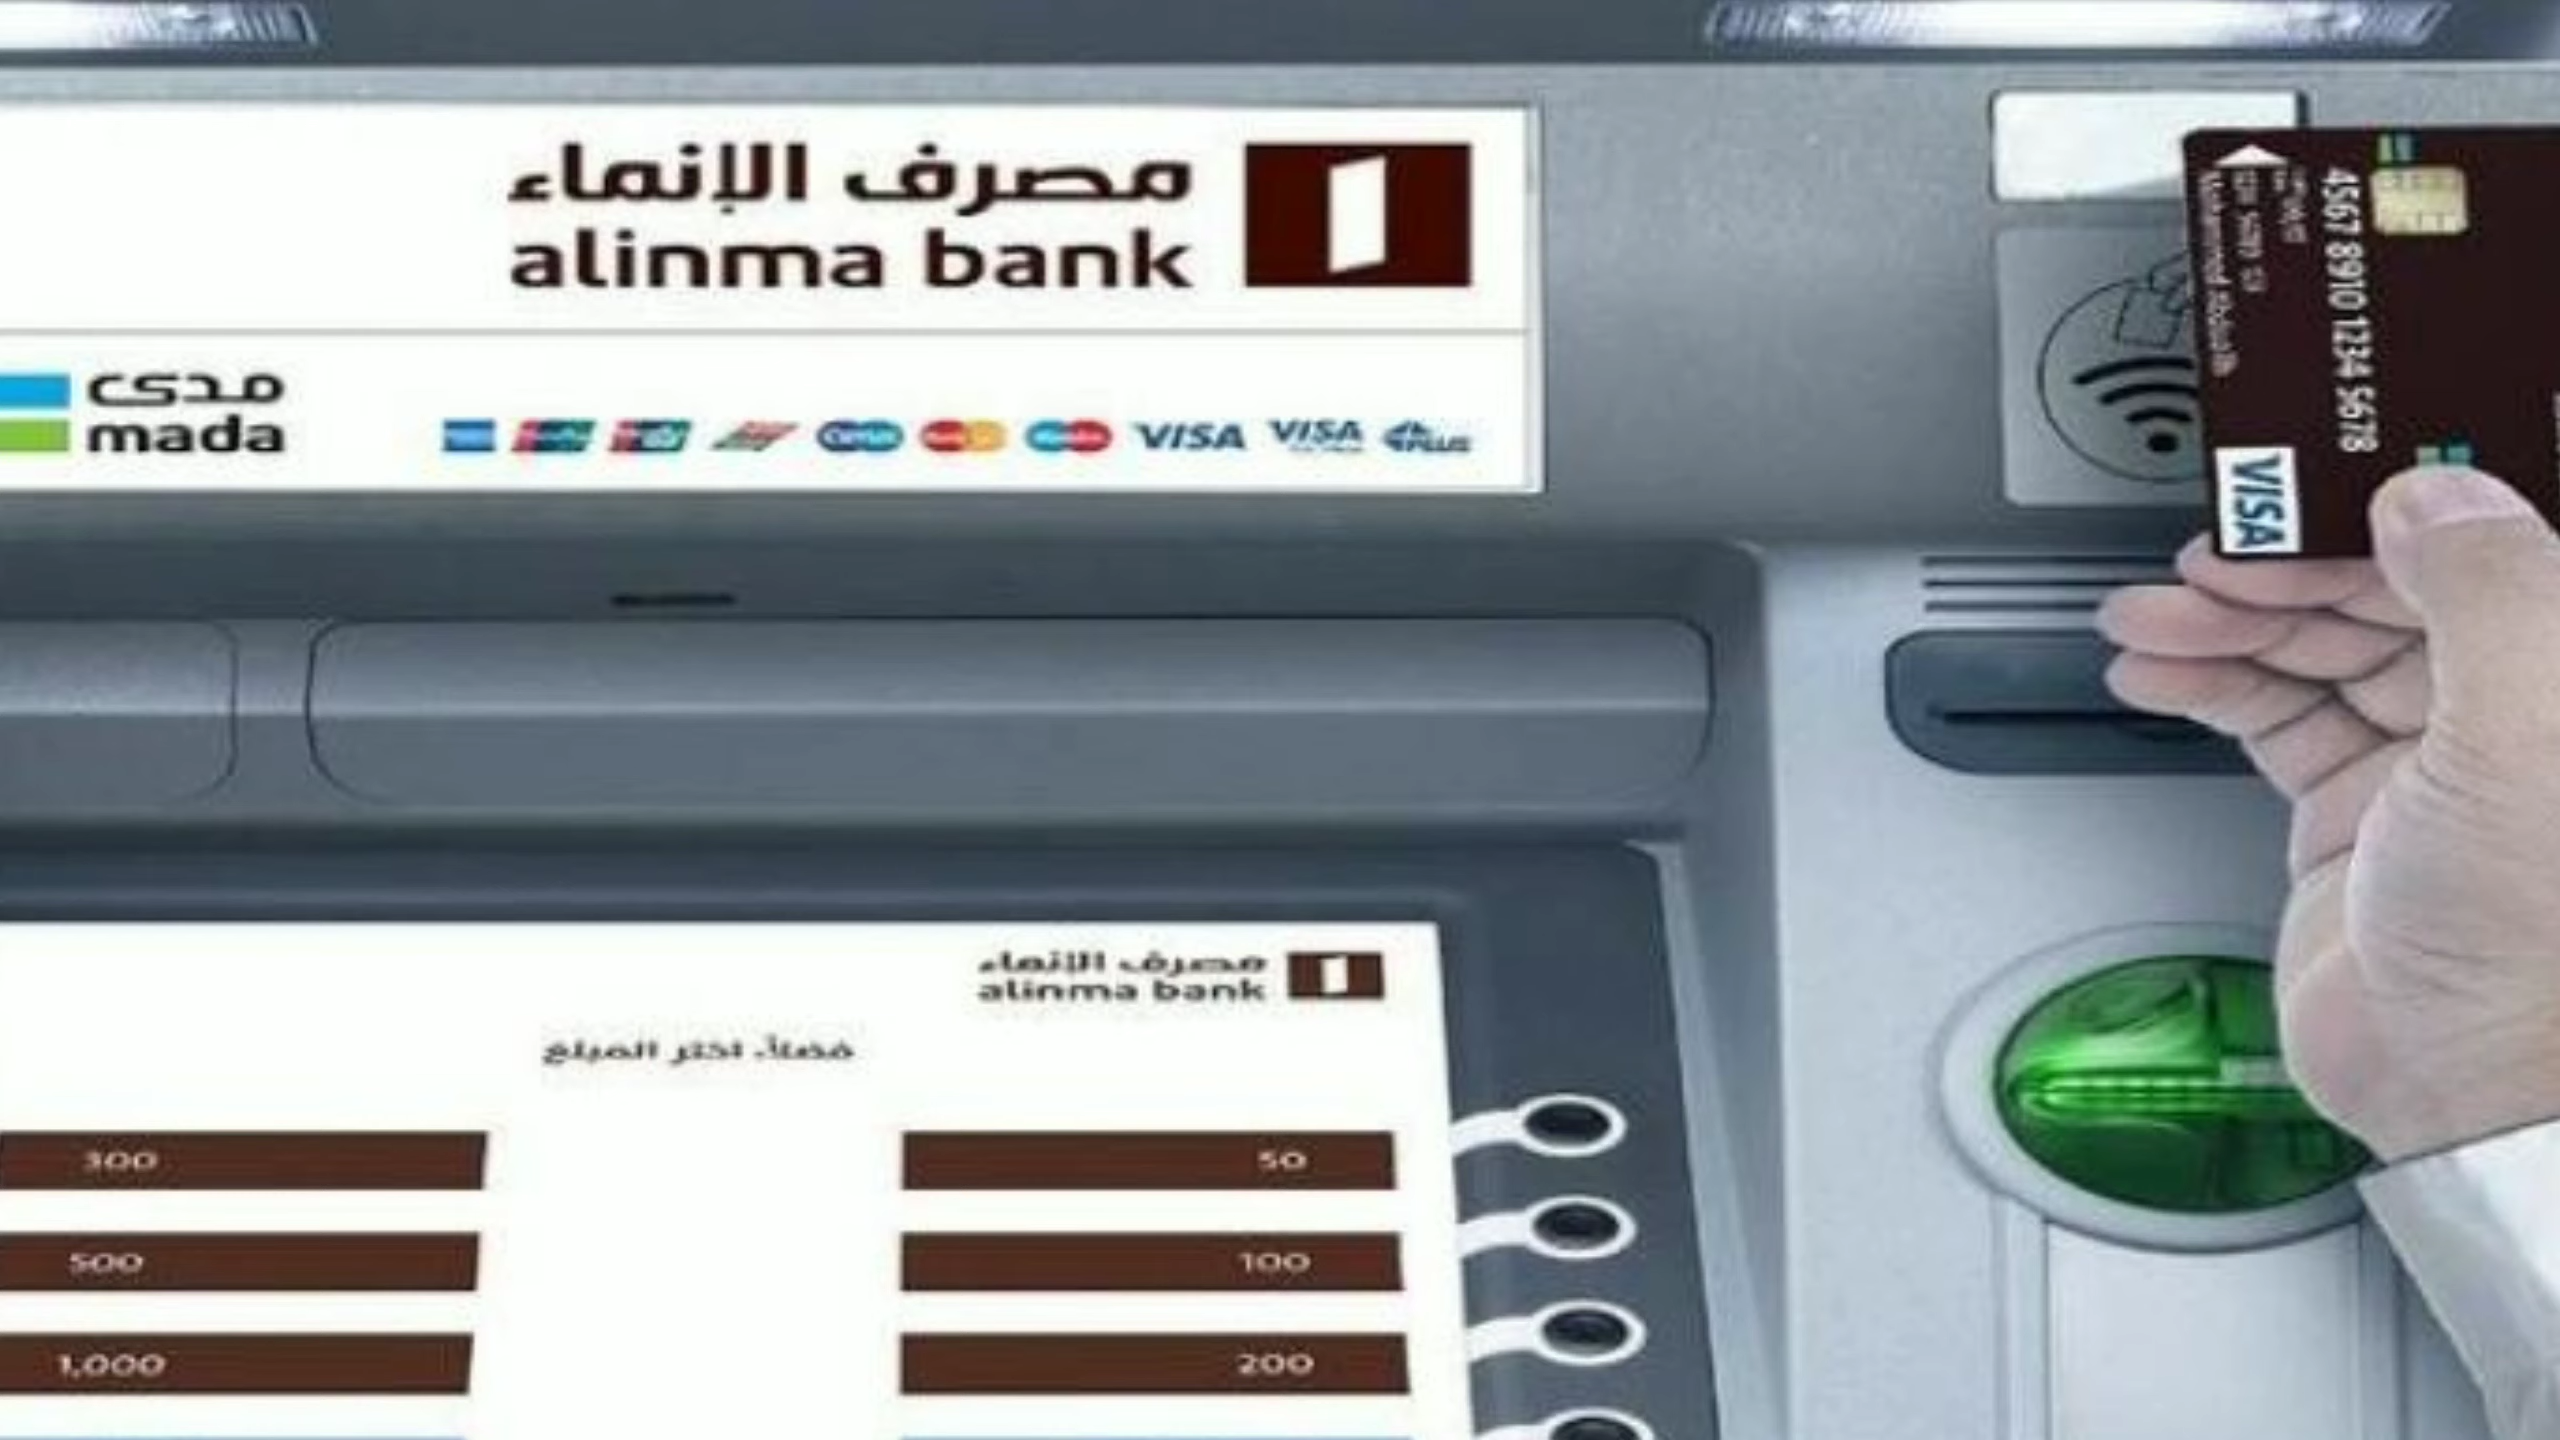 مصرف الإنماء
alinma bank
مدى
mada
VISA
VISA
PLUS
4567 8910 1234 5678
VISA
مصرف الإنماء
alinma bank
فضلاً، اختر المبلغ
300
50
500
100
1,000
200